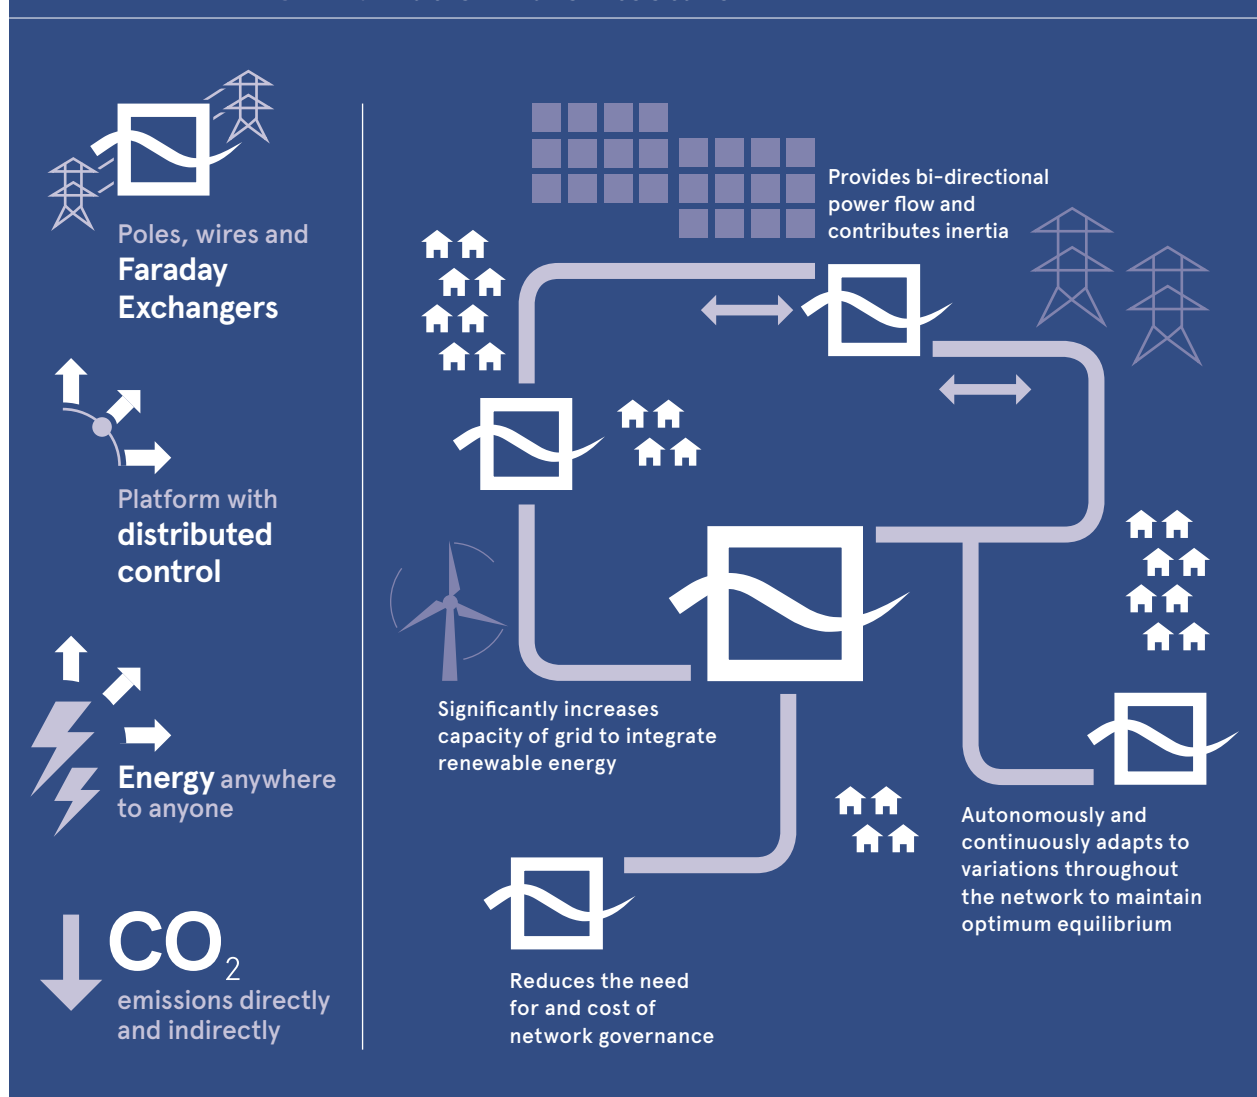 Poles, wires and
Faraday
Exchangers
Platform with
distributed
control
Energy anywhere
to anyone
CO2
emissions directly
and indirectly
Provides bi-directional
power flow and
contributes inertia
Significantly increases
capacity of grid to integrate
renewable energy
Autonomously and
continuously adapts to
variations throughout
the network to maintain
optimum equilibrium
Reduces the need
for and cost of
network governance